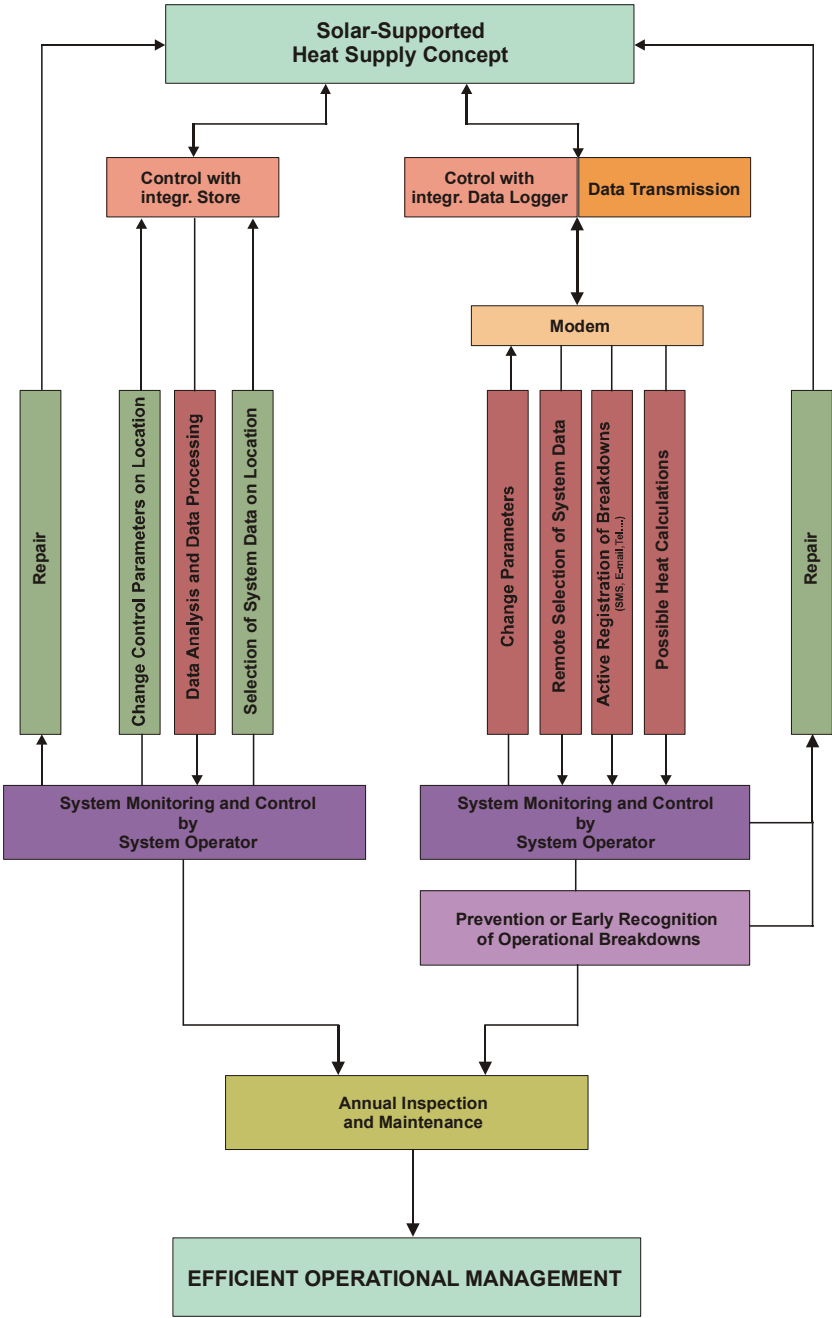 Solar-Supported
Heat Supply Concept
Control with
integr. Store
Cotrol with
integr. Data Logger
Data Transmission
Modem
Repair
Change Control Parameters on Location
Data Analysis and Data Processing
Selection of System Data on Location
Change Parameters
Remote Selection of System Data
Active Registration of Breakdowns
(SMS, E-mail,Tel....)
Possible Heat Calculations
Repair
System Monitoring and Control
by
System Operator
System Monitoring and Control
by
System Operator
Prevention or Early Recognition
of Operational Breakdowns
Annual Inspection
and Maintenance
EFFICIENT OPERATIONAL MANAGEMENT